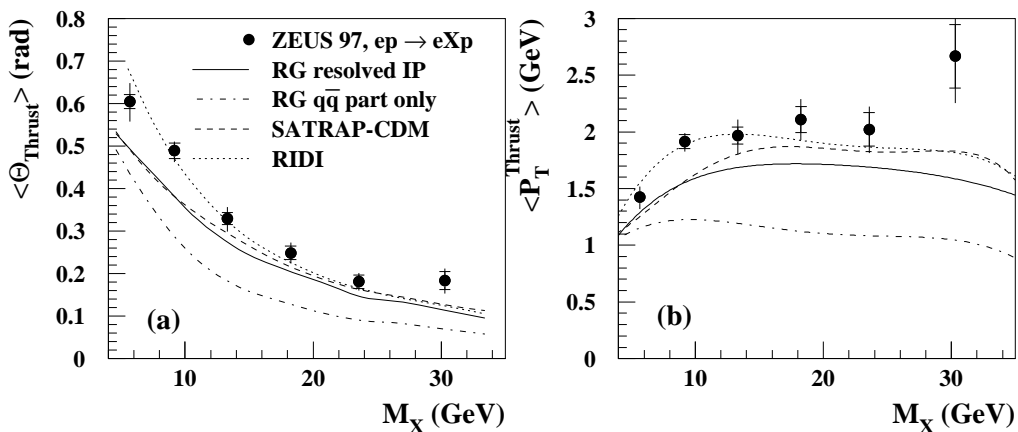 <Θ_Thrust> (rad)
0.8
0.7
0.6
0.5
0.4
0.3
0.2
0.1
0
ZEUS 97, ep → eXp
RG resolved IP
RG qq̅ part only
SATRAP-CDM
RIDI
(a)
10 20 30
M_X (GeV)
<P_T^Thrust> (GeV)
3
2.5
2
1.5
1
0.5
0
(b)
10 20 30
M_X (GeV)